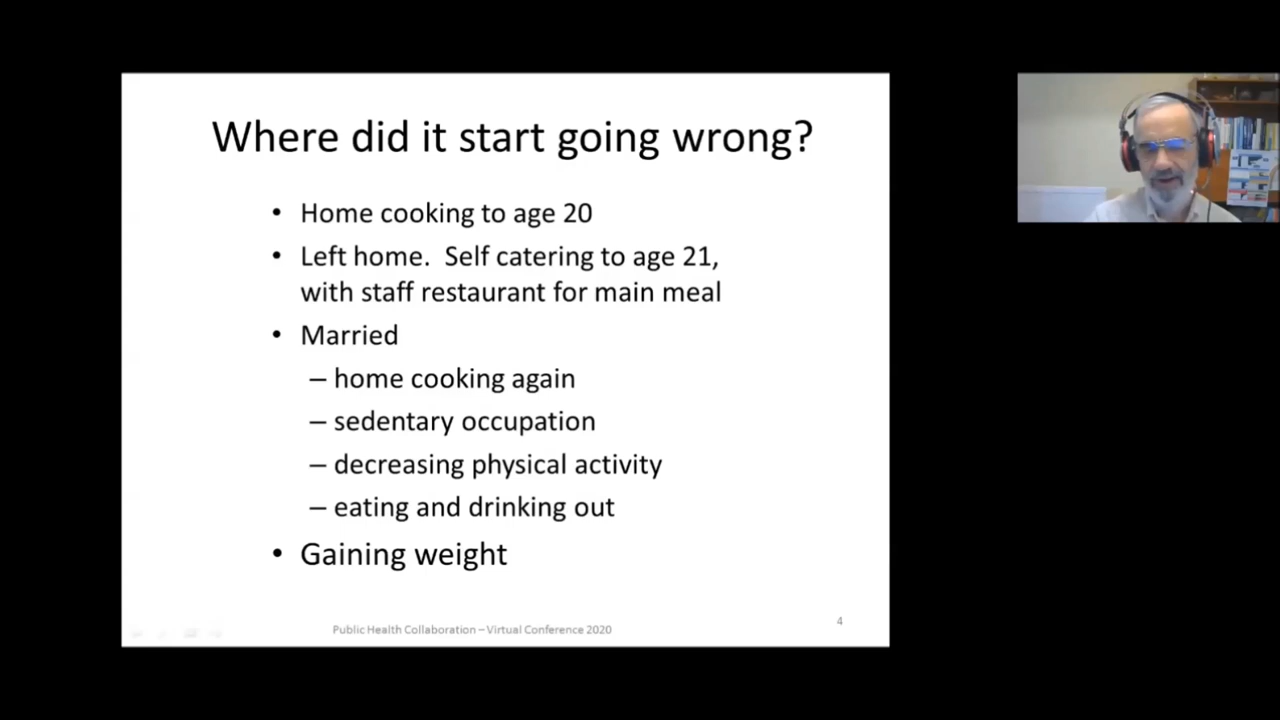 Where did it start going wrong?
• Home cooking to age 20
• Left home.  Self catering to age 21,
with staff restaurant for main meal
• Married
– home cooking again
– sedentary occupation
– decreasing physical activity
– eating and drinking out
• Gaining weight
Public Health Collaboration – Virtual Conference 2020
4